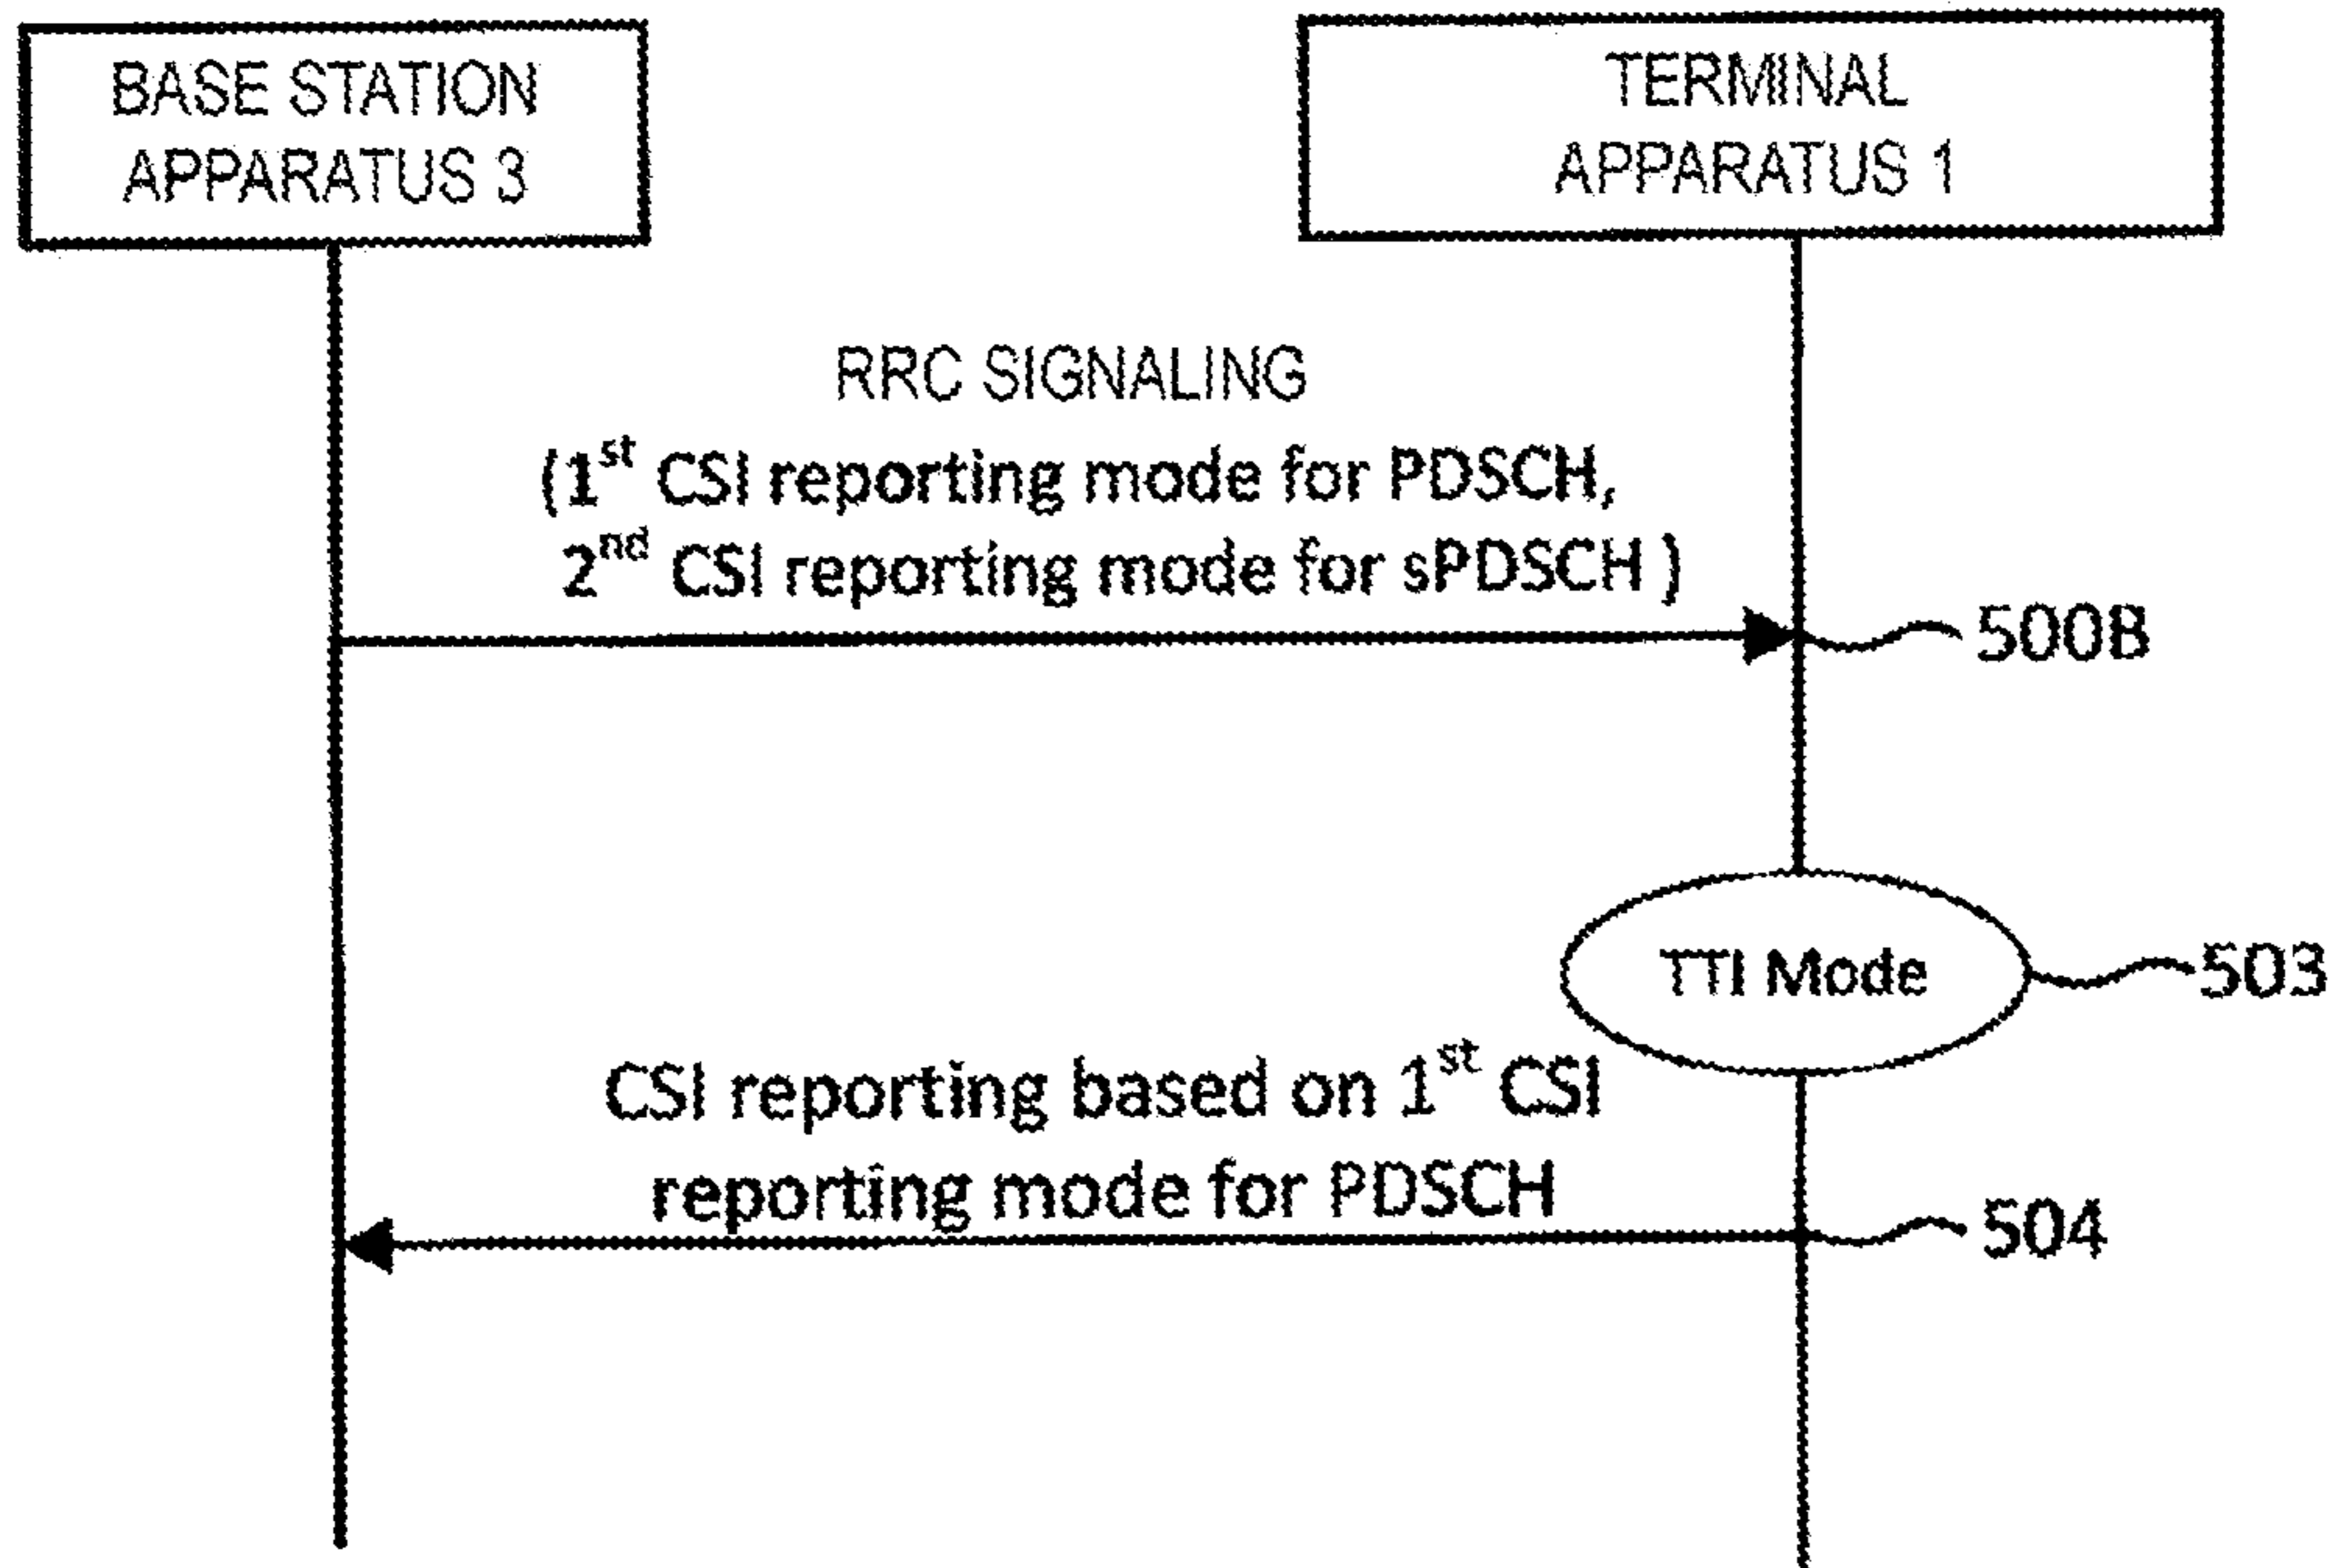 BASE STATION
APPARATUS 3
TERMINAL
APPARATUS 1
RRC SIGNALING
(1st CSI reporting mode for PDSCH,
2nd CSI reporting mode for sPDSCH )
500B
TTI Mode
503
CSI reporting based on 1st CSI
reporting mode for PDSCH
504